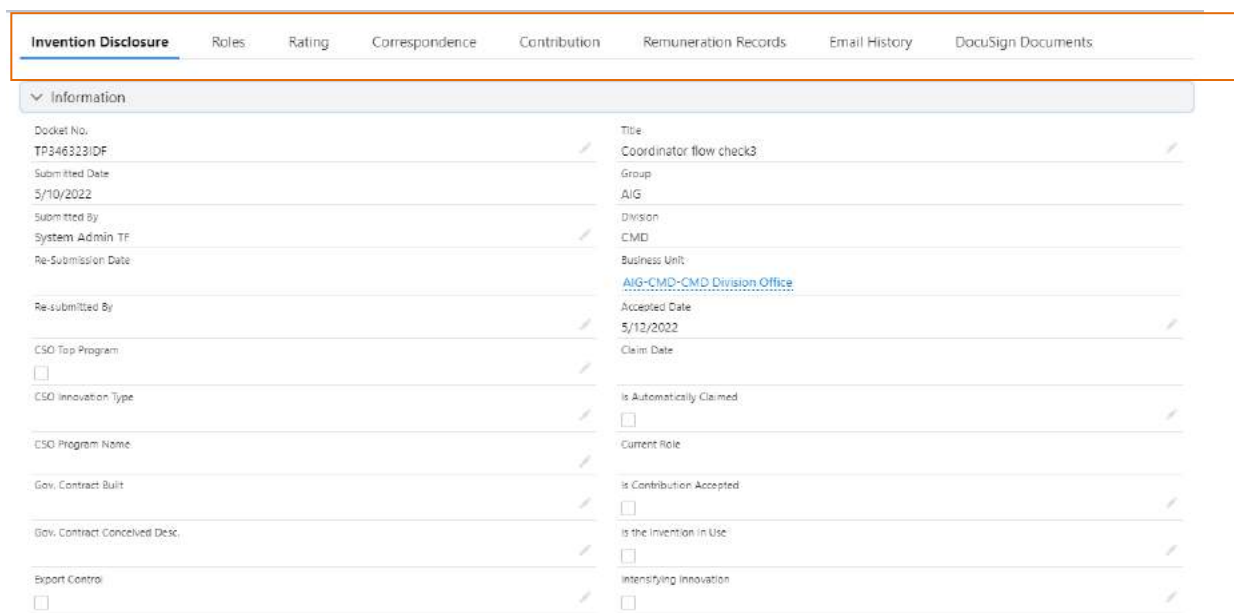 Invention Disclosure Roles Rating Correspondence Contribution Remuneration Records Email History DocuSign Documents
Information
Docket No. Title
TP346323IDF Coordinator flow check3
Submitted Date Group
5/10/2022 AIG
Submitted By Division
System Admin TF CMD
Re-Submission Date Business Unit
AIG-CMD-CMD Division Office
Re-submitted By Accepted Date
5/12/2022
CSO Top Program Claim Date
CSO Innovation Type Is Automatically Claimed
CSO Program Name Current Role
Gov. Contract Built Is Contribution Accepted
Gov. Contract Conceived Desc. Is the Invention in Use
Export Control Intensifying Innovation